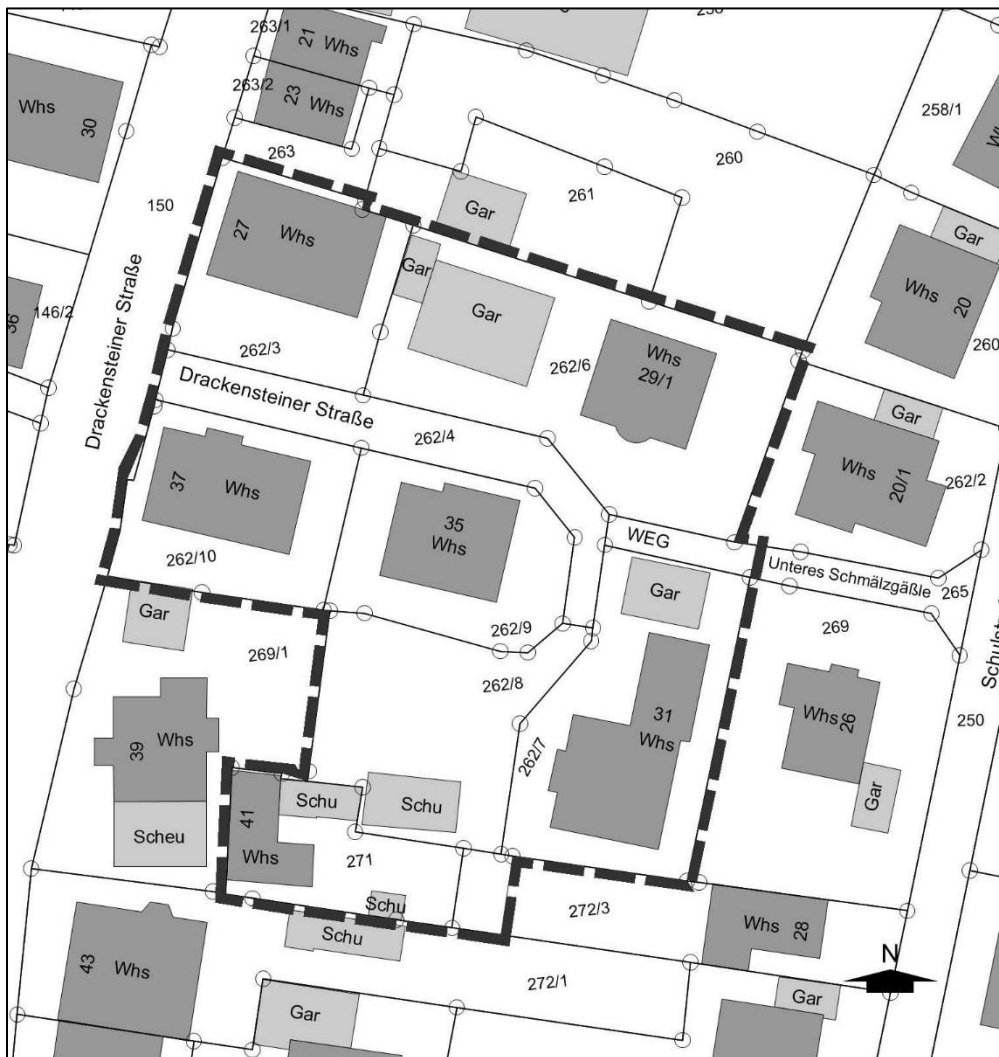 263/1
21
Whs
258/1
Whs
30
263/2
23
Whs
263
260
261
150
Gar
27
Whs
Gar
Gar
Gar
Whs
20
260
Whs
29/1
36
146/2
Drackensteiner Straße
262/3
262/6
Drackensteiner Straße
262/4
Gar
Whs
20/1
262/2
37
Whs
35
Whs
WEG
Unteres Schmälzgäßle
265
262/10
Gar
Gar
262/9
269
269/1
262/8
31
Whs
Whs
26
250
262/7
39
Whs
Gar
Scheu
41
Whs
Schu
Schu
271
Schu
Schu
272/3
Whs
28
43
Whs
N
272/1
Gar
Gar